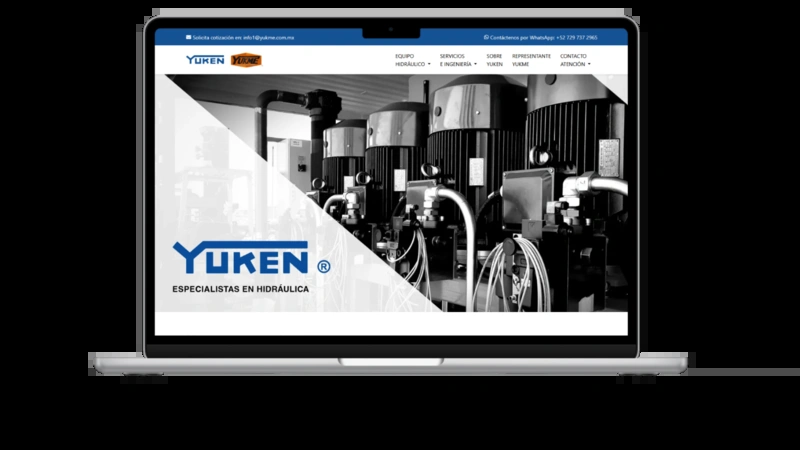 Solicita cotización en: info1@yukme.com.mx
Contáctenos por WhatsApp: +52 729 737 2965
YUKEN YUKME
EQUIPO
HIDRÁULICO
SERVICIOS
E INGENIERÍA
SOBRE
YUKEN
REPRESENTANTE
YUKME
CONTACTO
ATENCIÓN
YUKEN ®
ESPECIALISTAS EN HIDRÁULICA